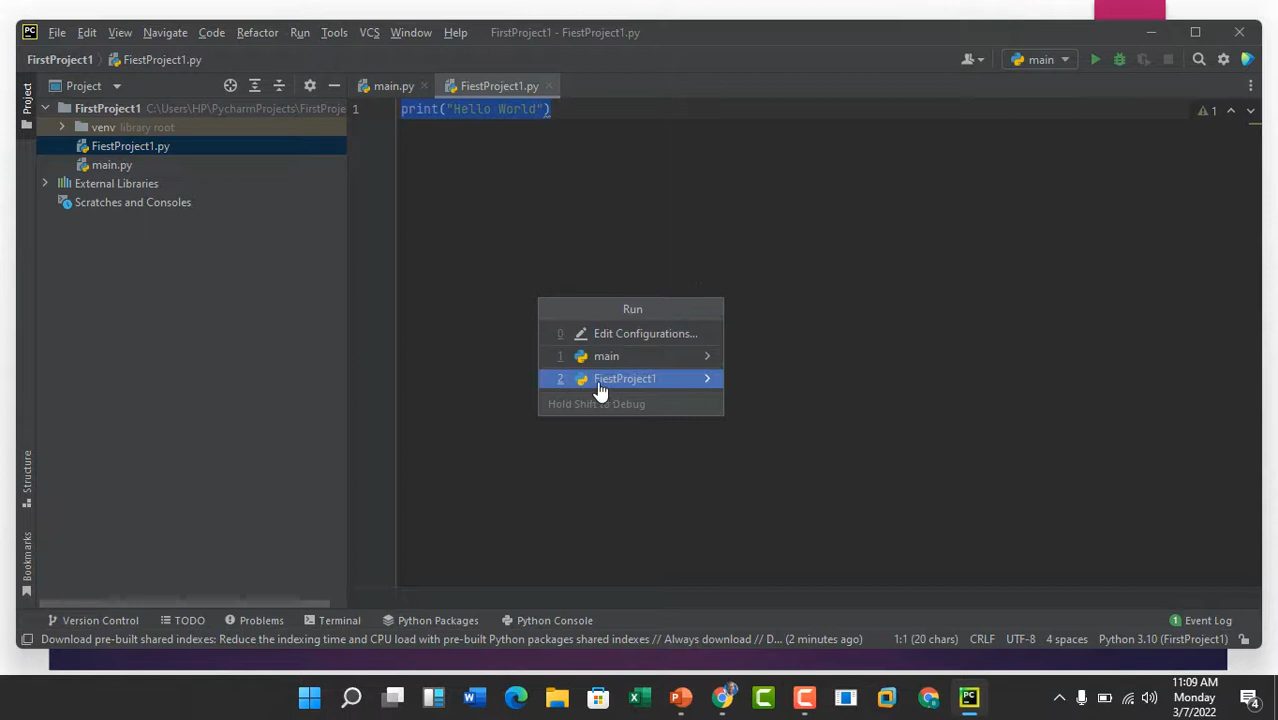 PC File Edit View Navigate Code Refactor Run Tools VCS Window Help FirstProject1 - FiestProject1.py
FirstProject1 FiestProject1.py main
Project main.py FiestProject1.py
Project
FirstProject1 C:\Users\HP\PycharmProjects\FirstProje
1 print("Hello World") 1
venv library root
FiestProject1.py
main.py
External Libraries
Scratches and Consoles
Run
0 Edit Configurations...
1 main
2 FiestProject1
Hold Shift to Debug
Structure
Bookmarks
Version Control TODO Problems Terminal Python Packages Python Console 1 Event Log
Download pre-built shared indexes: Reduce the indexing time and CPU load with pre-built Python packages shared indexes // Always download // D... (2 minutes ago) 1:1 (20 chars) CRLF UTF-8 4 spaces Python 3.10 (FirstProject1)
11:09 AM
Monday
3/7/2022
4